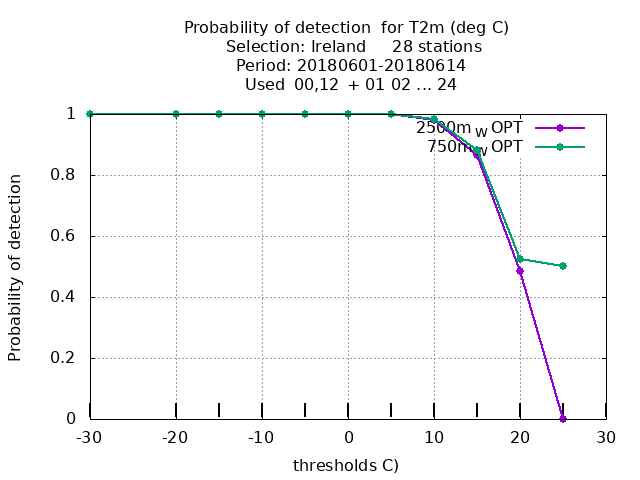 Probability of detection for T2m (deg C)
Selection: Ireland 28 stations
Period: 20180601-20180614
Used 00,12 + 01 02 ... 24
2500m W OPT
750m W OPT
Probability of detection
1
0.8
0.6
0.4
0.2
0
-30 -20 -10 0 10 20 30
thresholds C)